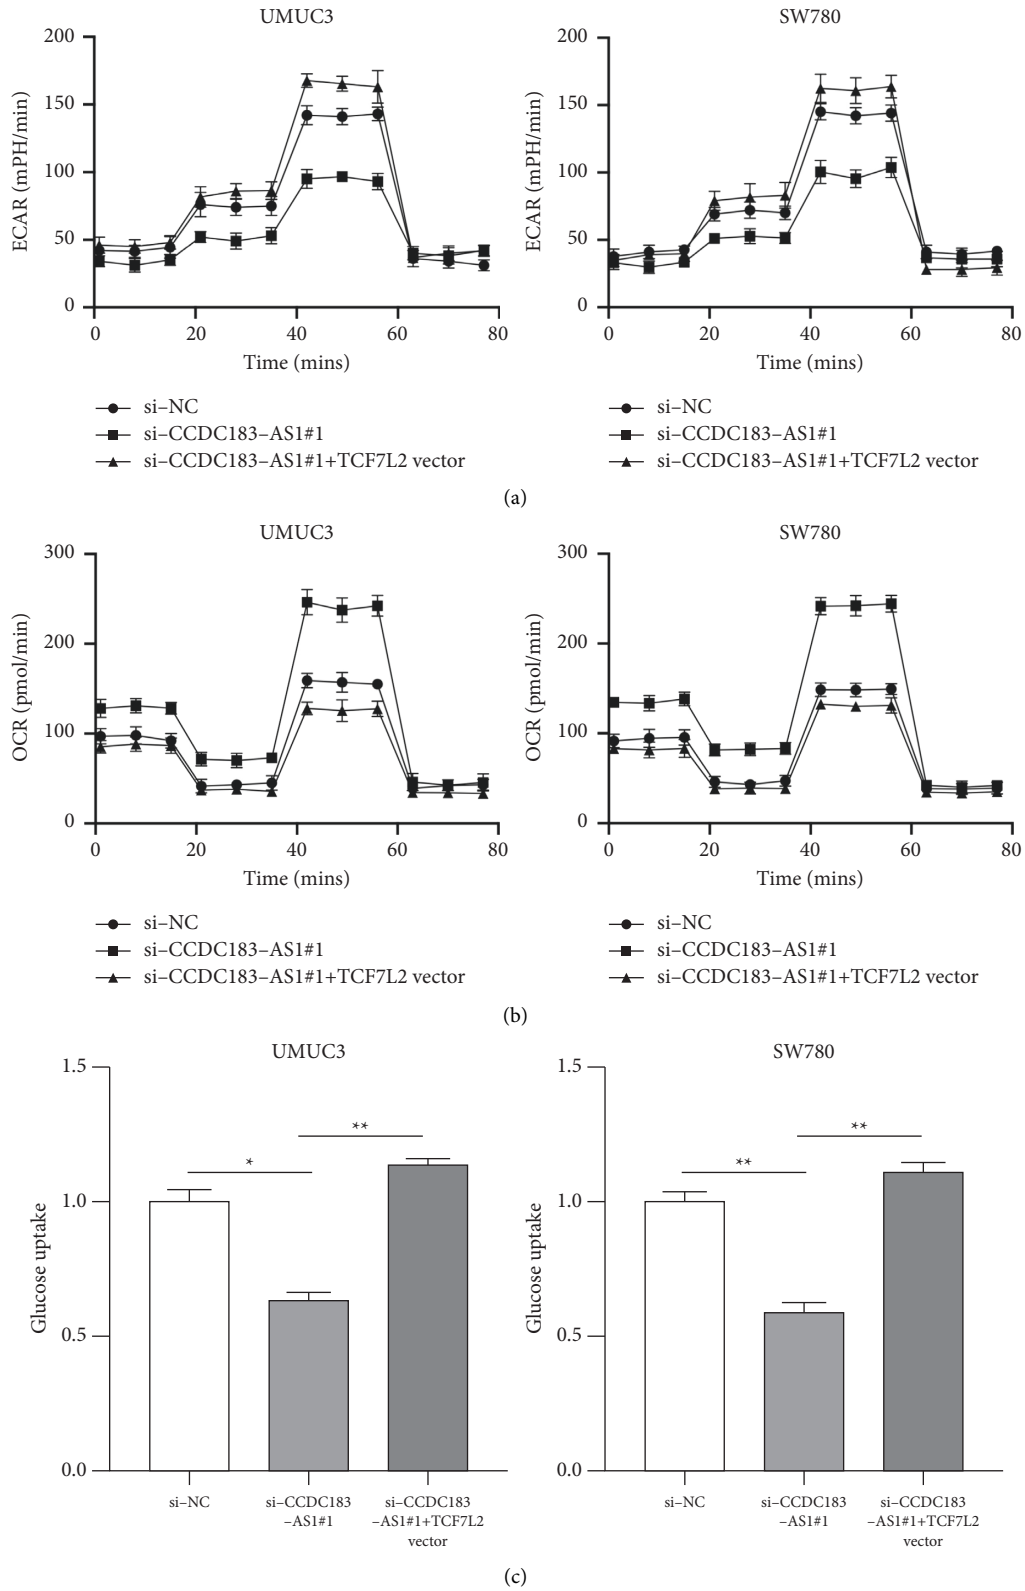 UMUC3
SW780
200
150
100
50
0
ECAR (mPH/min)
0 20 40 60 80
Time (mins)
200
150
100
50
0
ECAR (mPH/min)
0 20 40 60 80
Time (mins)
si–NC
si–CCDC183–AS1#1
si–CCDC183–AS1#1+TCF7L2 vector
si–NC
si–CCDC183–AS1#1
si–CCDC183–AS1#1+TCF7L2 vector
(a)
UMUC3
SW780
300
200
100
0
OCR (pmol/min)
0 20 40 60 80
Time (mins)
300
200
100
0
OCR (pmol/min)
0 20 40 60 80
Time (mins)
si–NC
si–CCDC183–AS1#1
si–CCDC183–AS1#1+TCF7L2 vector
si–NC
si–CCDC183–AS1#1
si–CCDC183–AS1#1+TCF7L2 vector
(b)
UMUC3
SW780
1.5
1.0
0.5
0.0
Glucose uptake
*
**
si–NC
si–CCDC183
–AS1#1
si–CCDC183
–AS1#1+TCF7L2
vector
1.5
1.0
0.5
0.0
Glucose uptake
**
**
si–NC
si–CCDC183
–AS1#1
si–CCDC183
–AS1#1+TCF7L2
vector
(c)